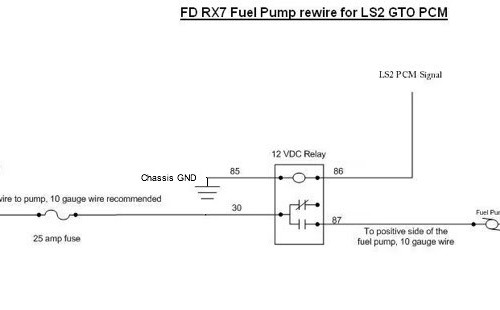 FD RX7 Fuel Pump rewire for LS2 GTO PCM
LS2 PCM Signal
12 VDC Relay
Chassis GND
85
86
wire to pump, 10 gauge wire recommended
30
87
Fuel
25 amp fuse
To positive side of the
fuel pump, 10 gauge wire